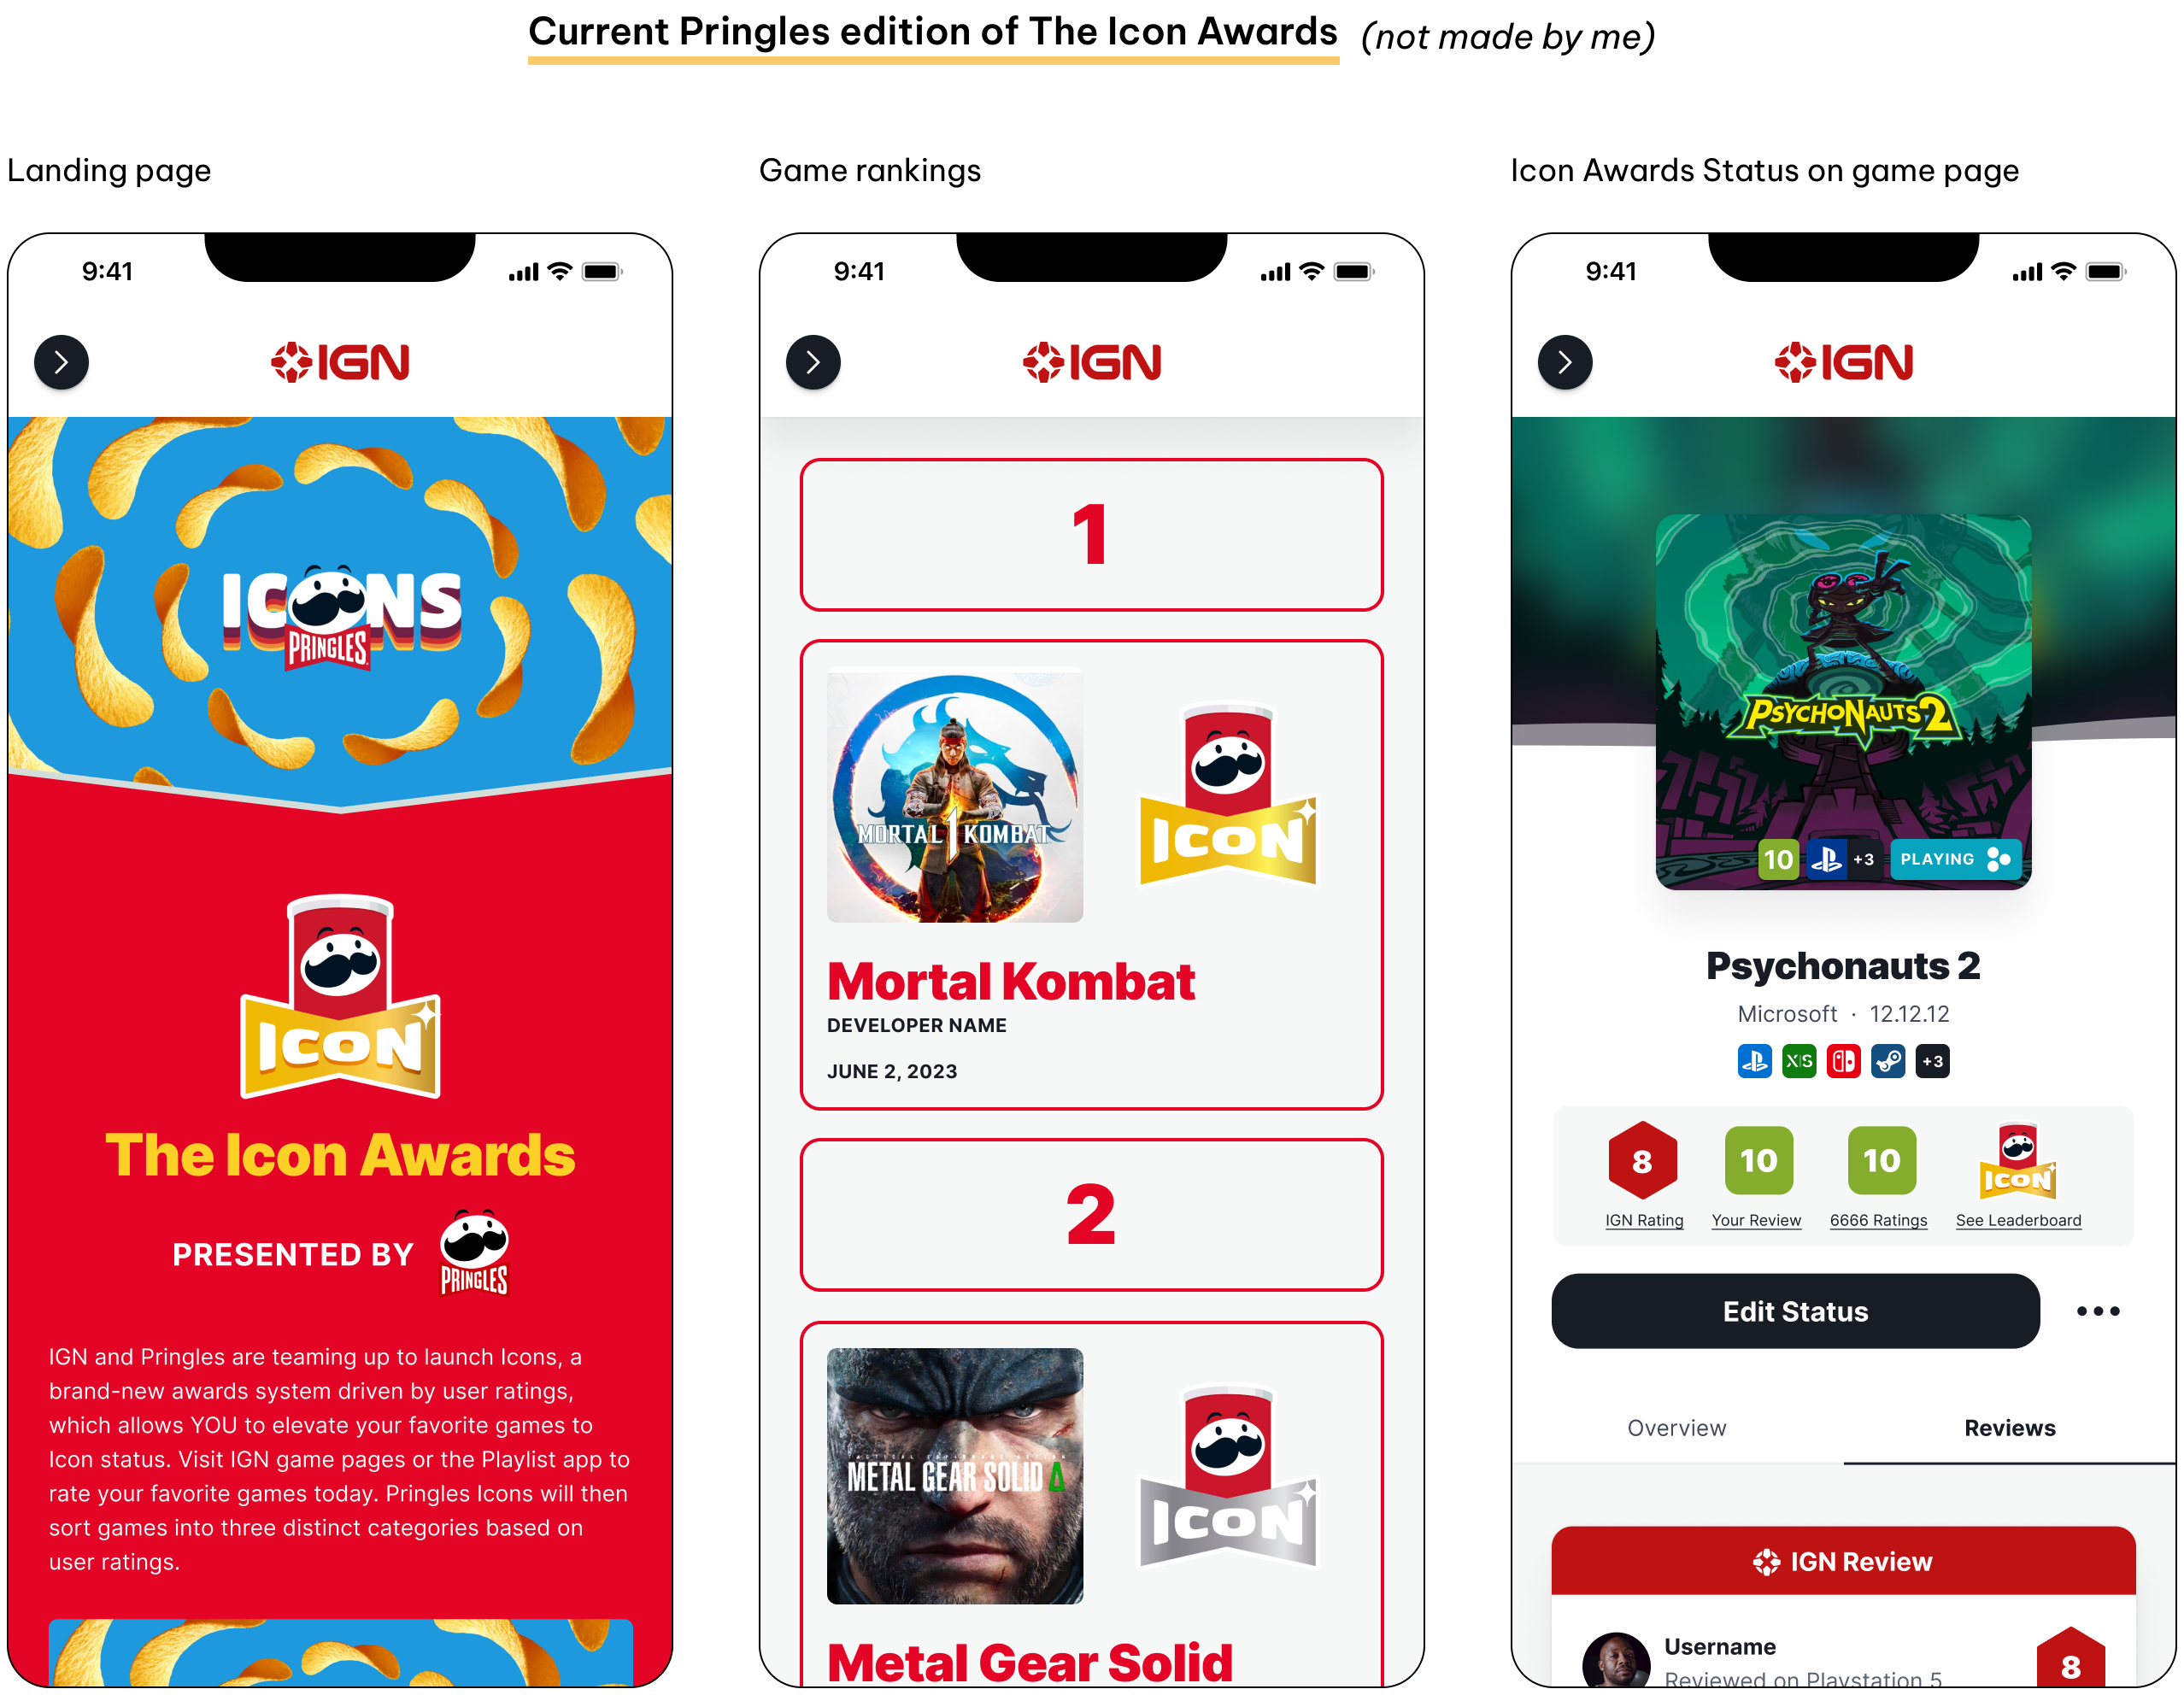 Current Pringles edition of The Icon Awards (not made by me)
Landing page
9:41
IGN
ICONS
PRINGLES
ICON
The Icon Awards
PRESENTED BY
PRINGLES
IGN and Pringles are teaming up to launch Icons, a
brand-new awards system driven by user ratings,
which allows YOU to elevate your favorite games to
Icon status. Visit IGN game pages or the Playlist app to
rate your favorite games today. Pringles Icons will then
sort games into three distinct categories based on
user ratings.
Game rankings
9:41
IGN
1
MORTAL 1 KOMBAT
ICON
Mortal Kombat
DEVELOPER NAME
JUNE 2, 2023
2
METAL GEAR SOLID Δ
ICON
Metal Gear Solid
Icon Awards Status on game page
9:41
IGN
PSYCHONAUTS 2
10 +3 PLAYING
Psychonauts 2
Microsoft · 12.12.12
X|S +3
8 10 10 ICON
IGN Rating Your Review 6666 Ratings See Leaderboard
Edit Status
Overview Reviews
IGN Review
Username
Reviewed on Playstation 5
8